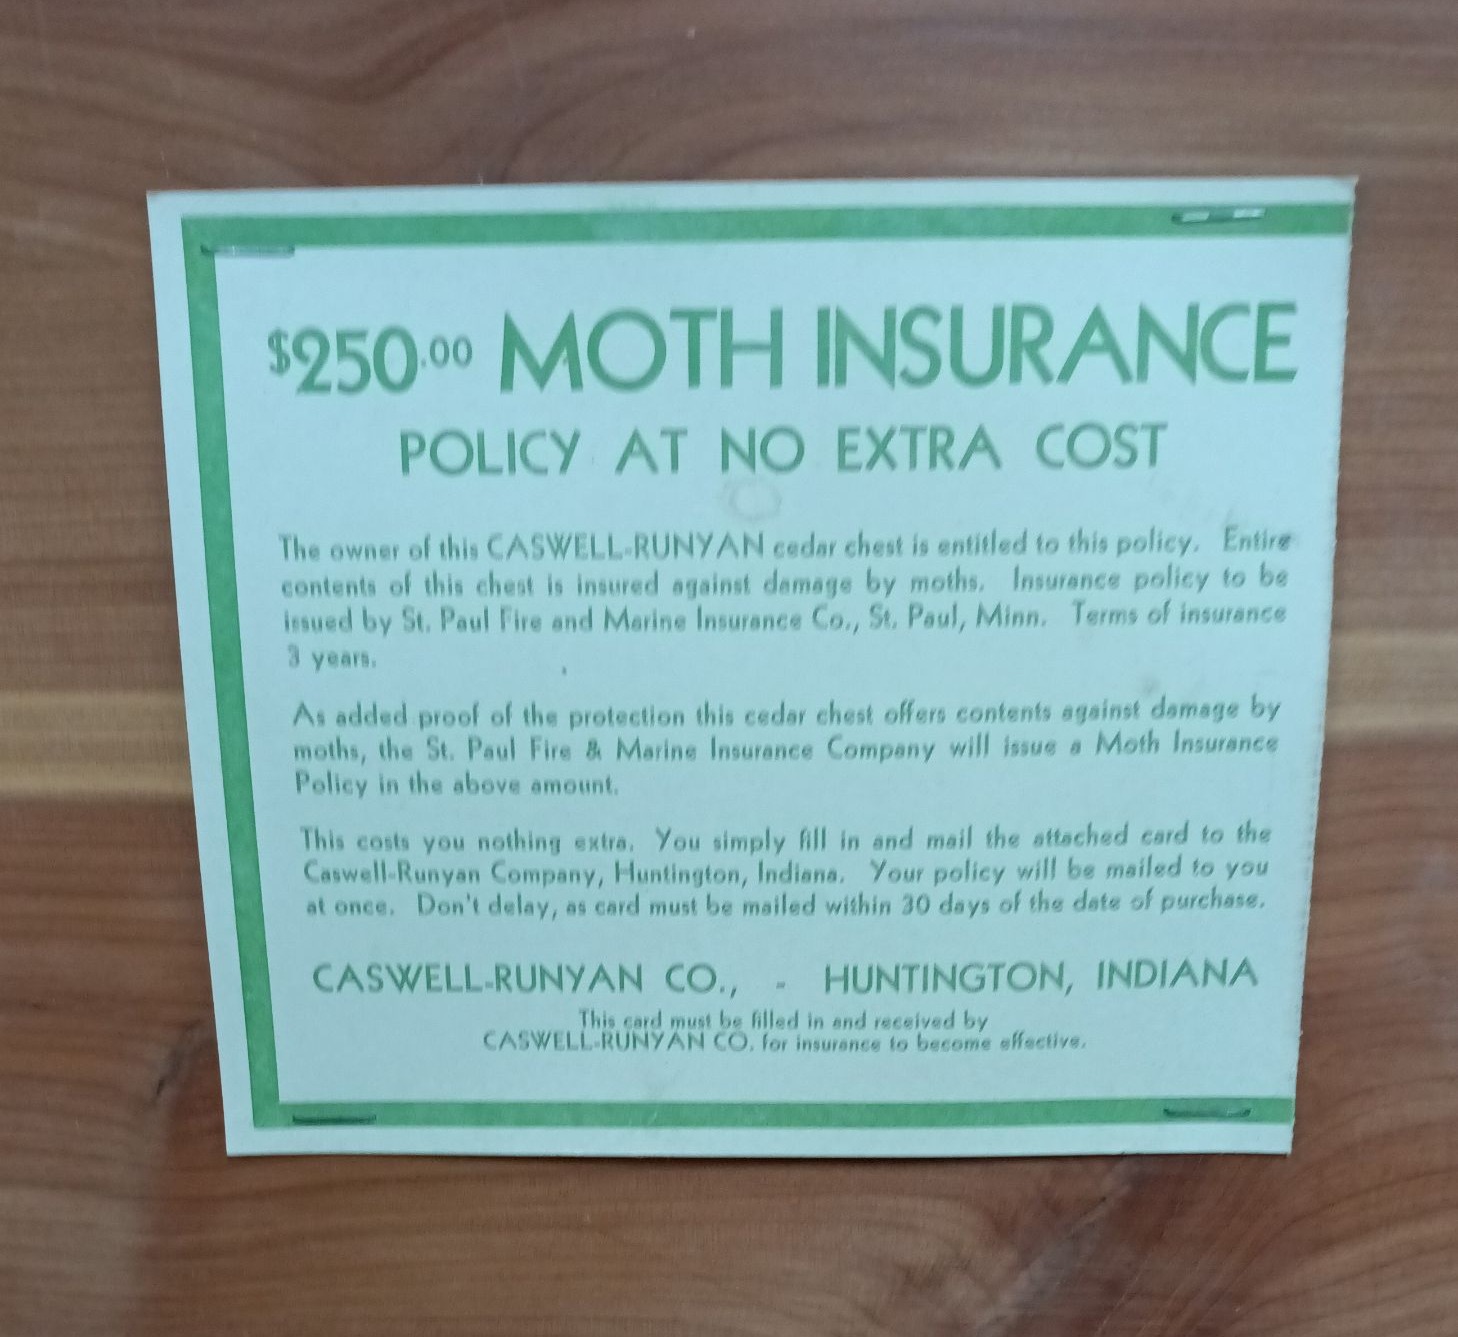 $250.00 MOTH INSURANCE
POLICY AT NO EXTRA COST
The owner of this CASWELL-RUNYAN cedar chest is entitled to this policy. Entire
contents of this chest is insured against damage by moths. Insurance policy to be
issued by St. Paul Fire and Marine Insurance Co., St. Paul, Minn. Terms of insurance
3 years.
As added proof of the protection this cedar chest offers contents against damage by
moths, the St. Paul Fire & Marine Insurance Company will issue a Moth Insurance
Policy in the above amount.
This costs you nothing extra. You simply fill in and mail the attached card to the
Caswell-Runyan Company, Huntington, Indiana. Your policy will be mailed to you
at once. Don't delay, as card must be mailed within 30 days of the date of purchase.
CASWELL-RUNYAN CO., - HUNTINGTON, INDIANA
This card must be filled in and received by
CASWELL-RUNYAN CO. for insurance to become effective.